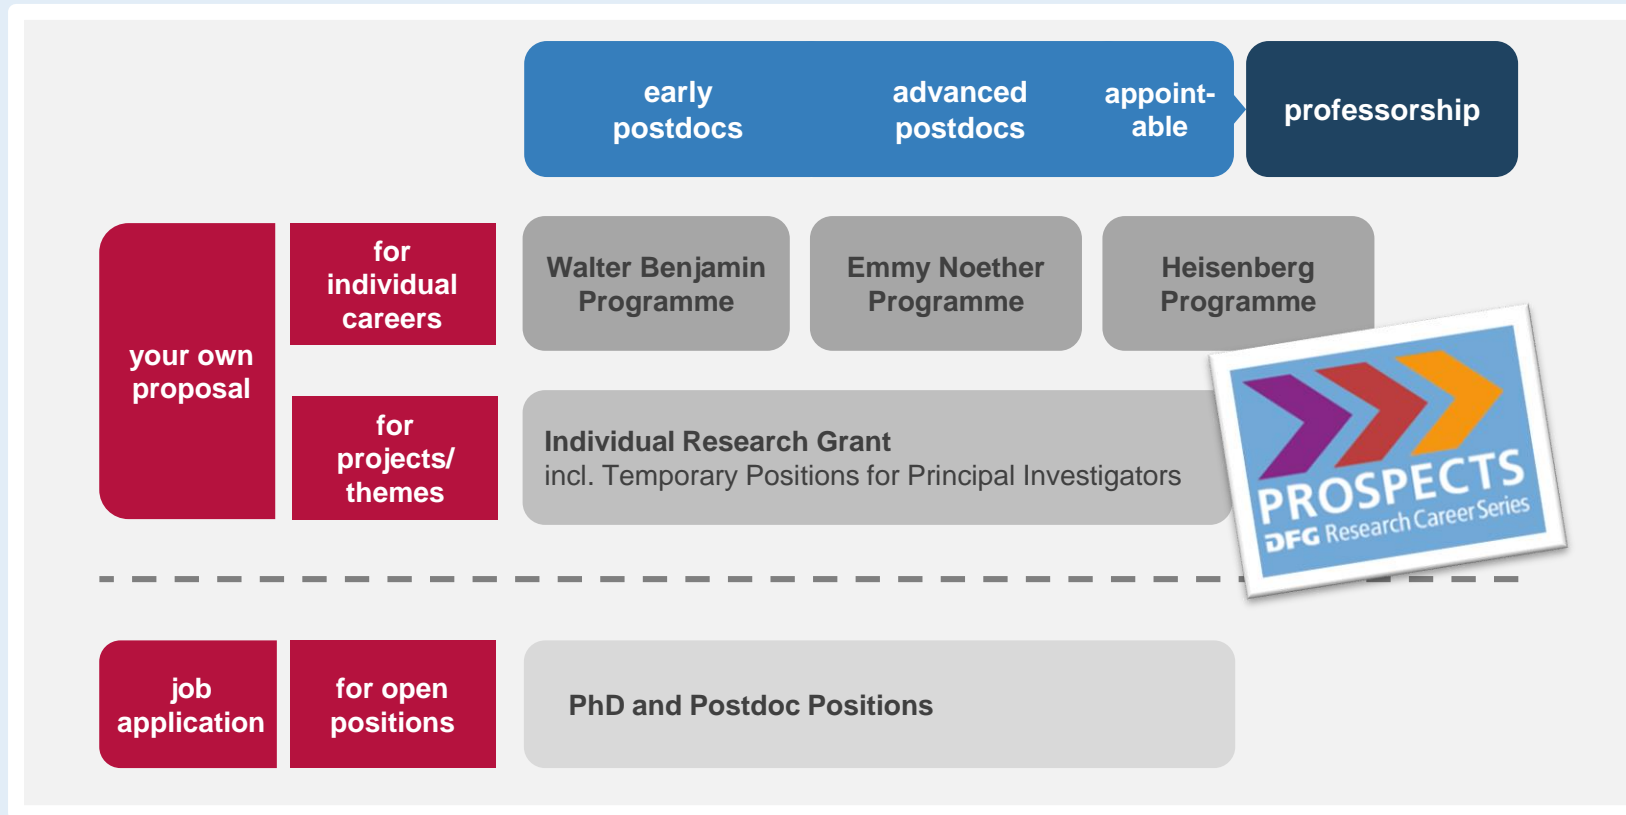 early
postdocs
advanced
postdocs
appoint-
able
professorship
your own
proposal
for
individual
careers
Walter Benjamin
Programme
Emmy Noether
Programme
Heisenberg
Programme
for
projects/
themes
Individual Research Grant
incl. Temporary Positions for Principal Investigators
PROSPECTS
DFG Research Career Series
job
application
for open
positions
PhD and Postdoc Positions